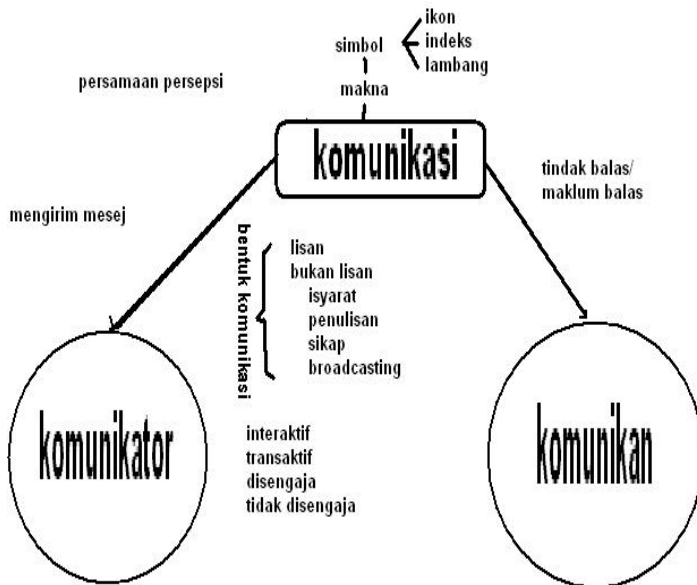 ikon
simbol
indeks
lambang
persamaan persepsi
makna
komunikasi
tindak balas/
maklum balas
mengirim mesej
bentuk komunikasi
lisan
bukan lisan
isyarat
penulisan
sikap
broadcasting
komunikator
komunikan
interaktif
transaktif
disengaja
tidak disengaja